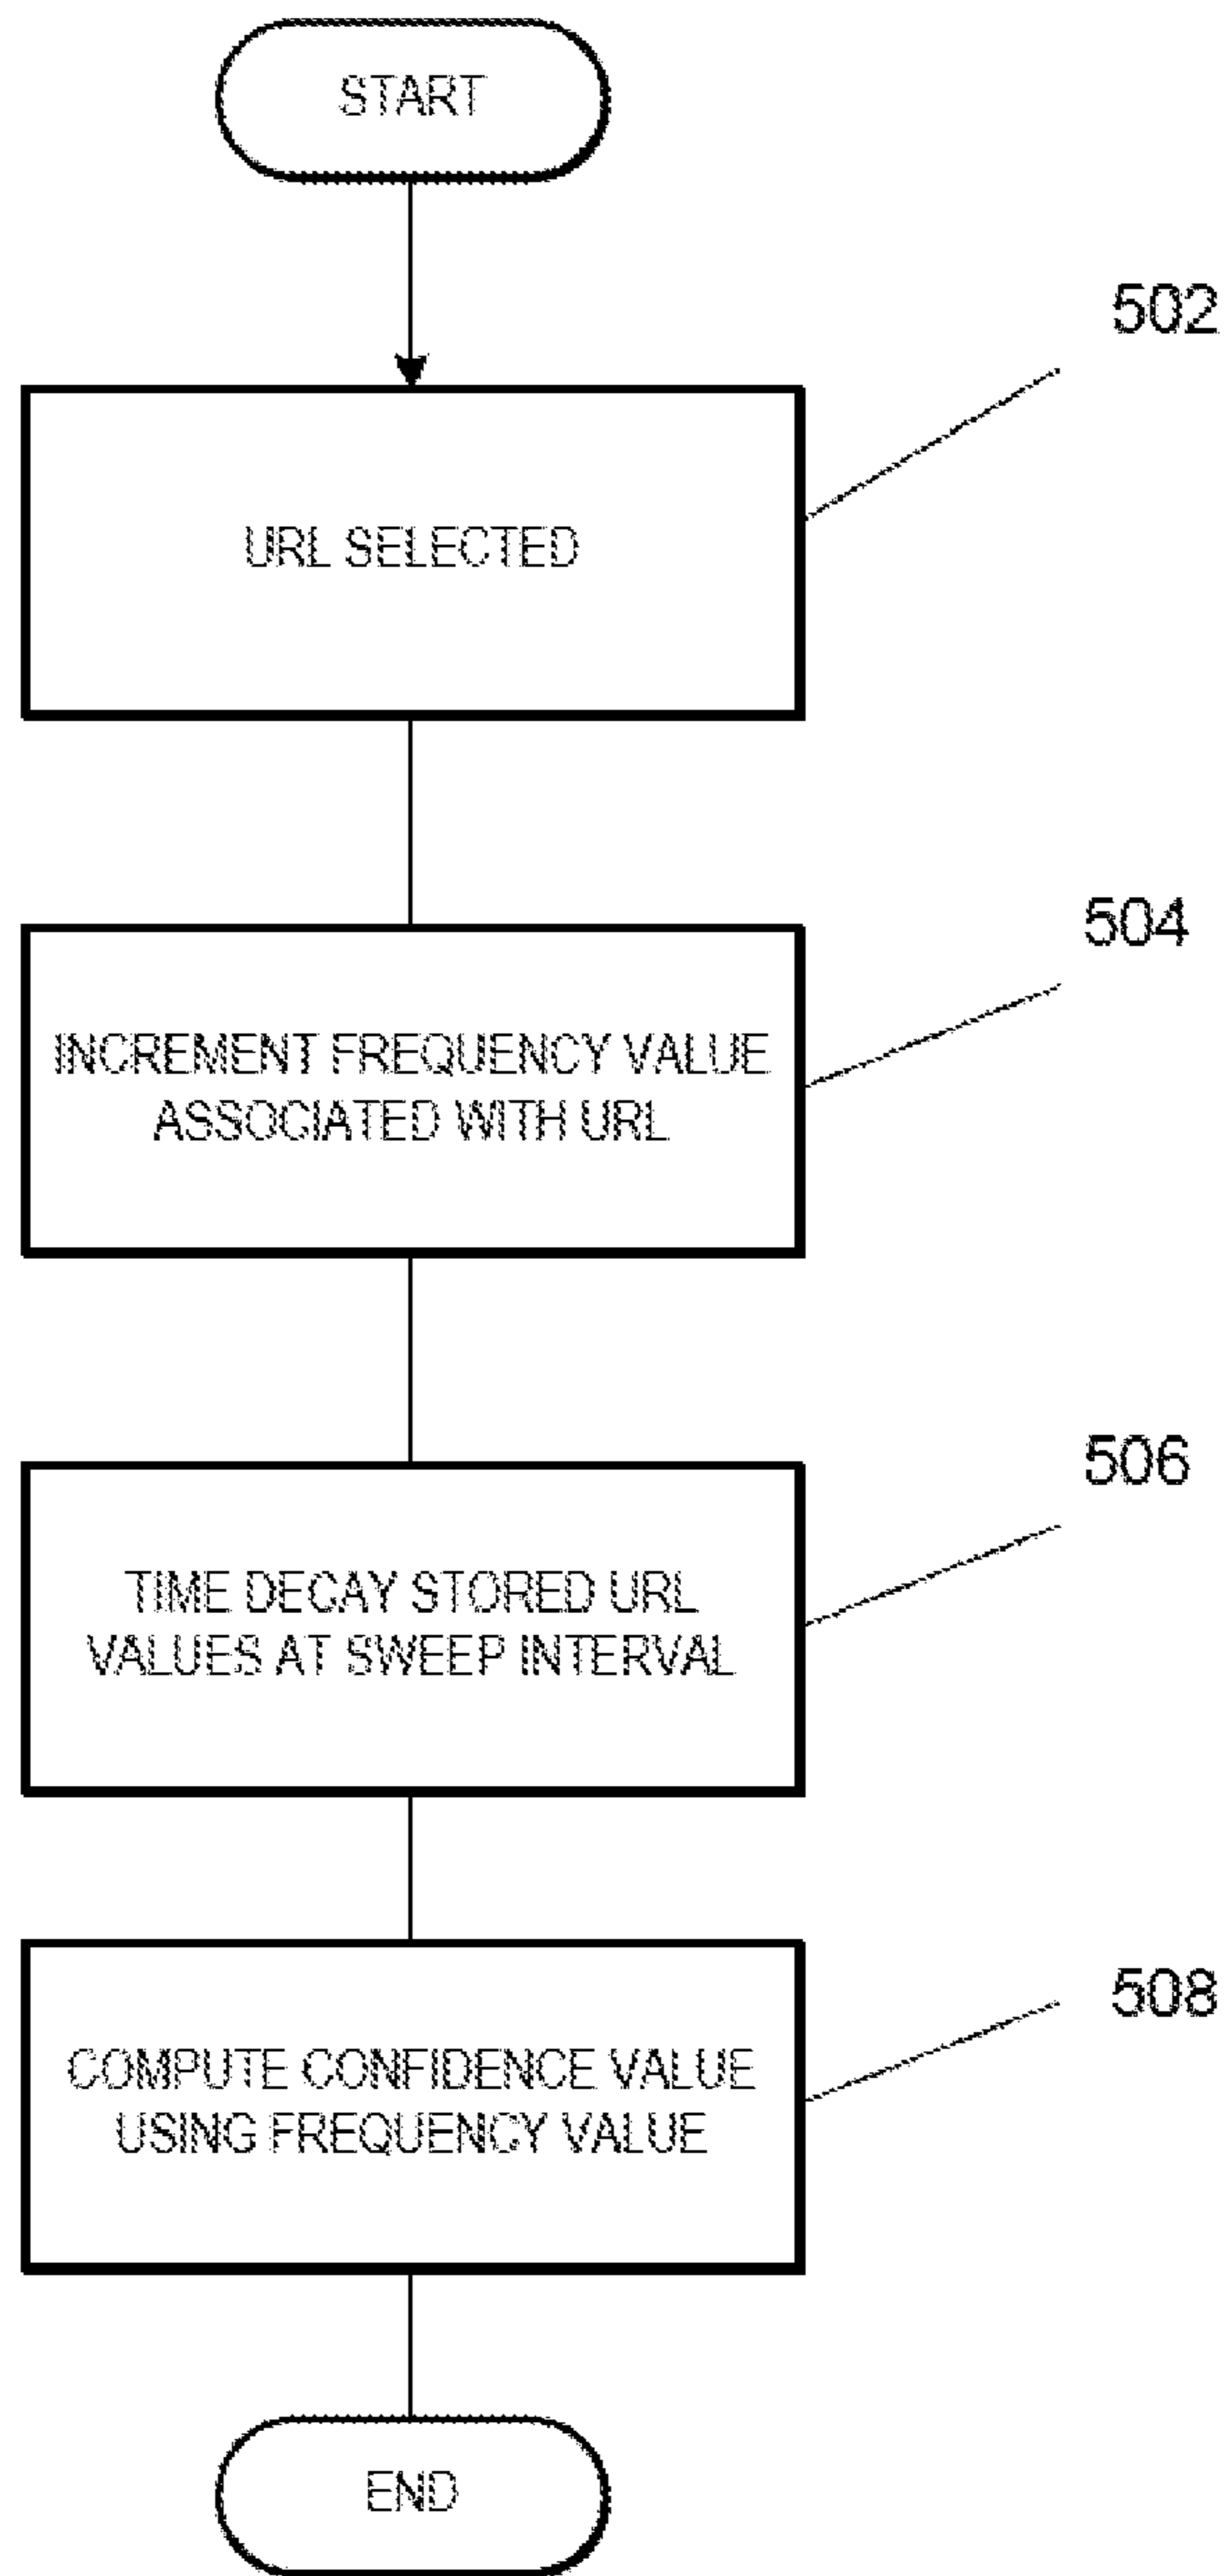 START
502
URL SELECTED
504
INCREMENT FREQUENCY VALUE
ASSOCIATED WITH URL
506
TIME DECAY STORED URL
VALUES AT SWEEP INTERVAL
508
COMPUTE CONFIDENCE VALUE
USING FREQUENCY VALUE
END